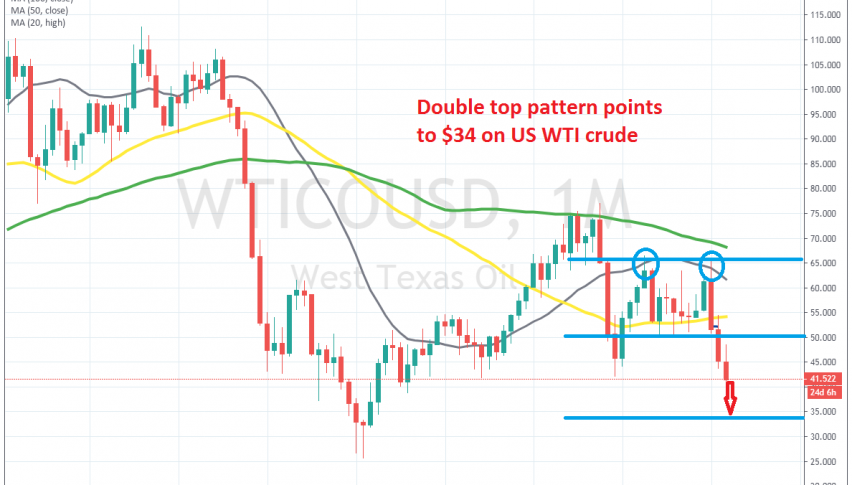 MA (100, close)
MA (50, close)
MA (20, high)
Double top pattern points
to $34 on US WTI crude
WTICOUSD, 1M
West Texas Oil
115.000
110.000
105.000
100.000
95.000
90.000
85.000
80.000
75.000
70.000
65.000
60.000
55.000
50.000
45.000
41.522
24d 6h
35.000
30.000
25.000
20.000